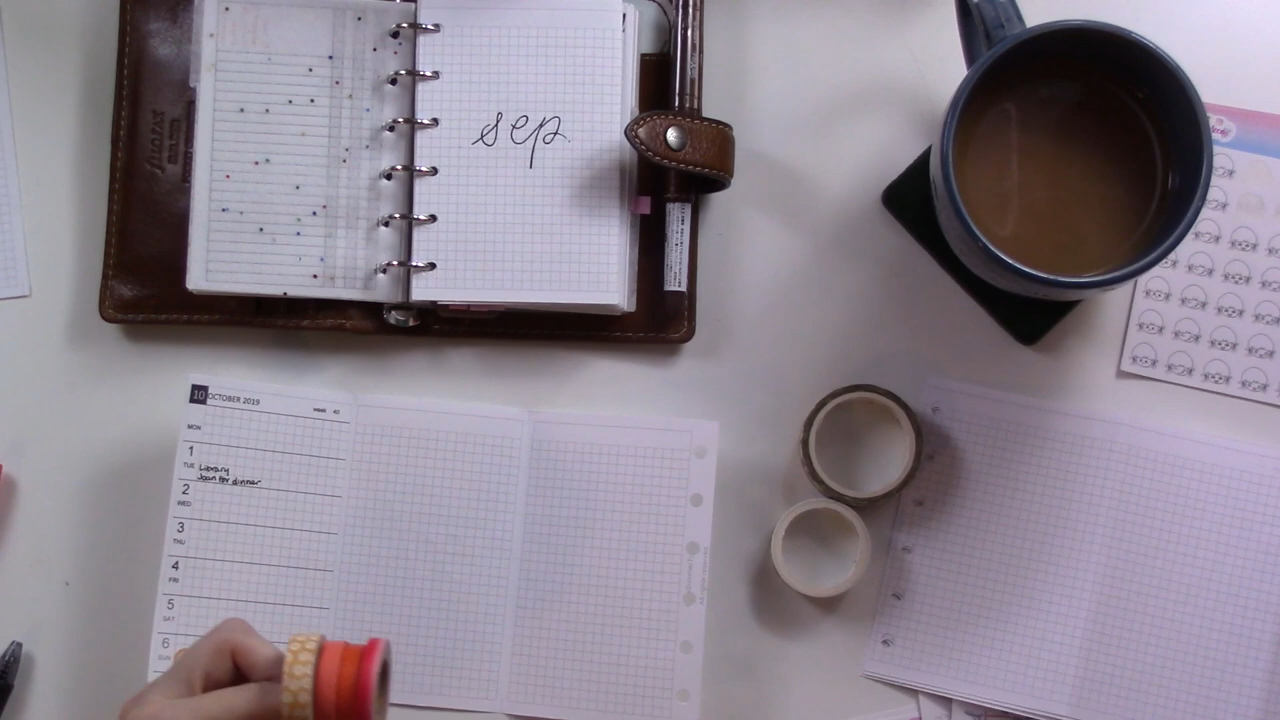 sep
10 OCTOBER 2019
week 40
MON
1
TUE Library
Joan for dinner
2
WED
3
THU
4
FRI
5
SAT
6
SUN